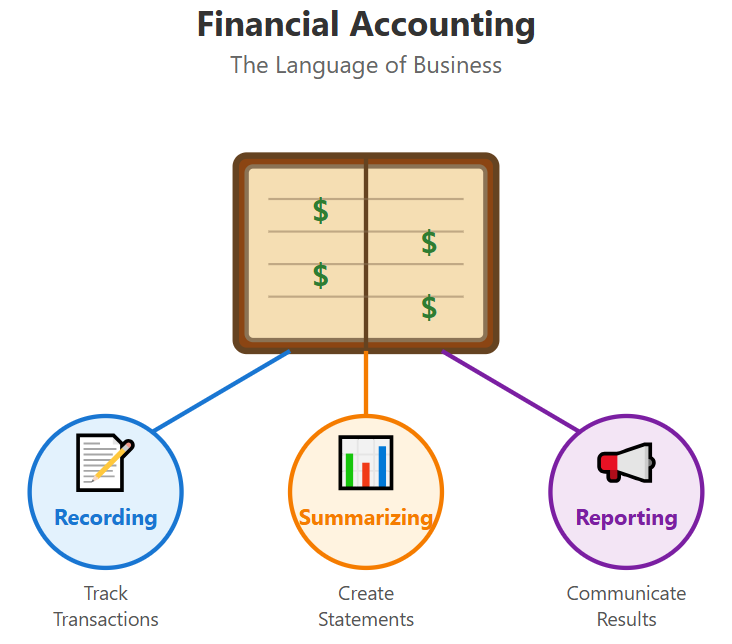 Financial Accounting
The Language of Business
$
$
$
$
Recording
Summarizing
Reporting
Track
Transactions
Create
Statements
Communicate
Results